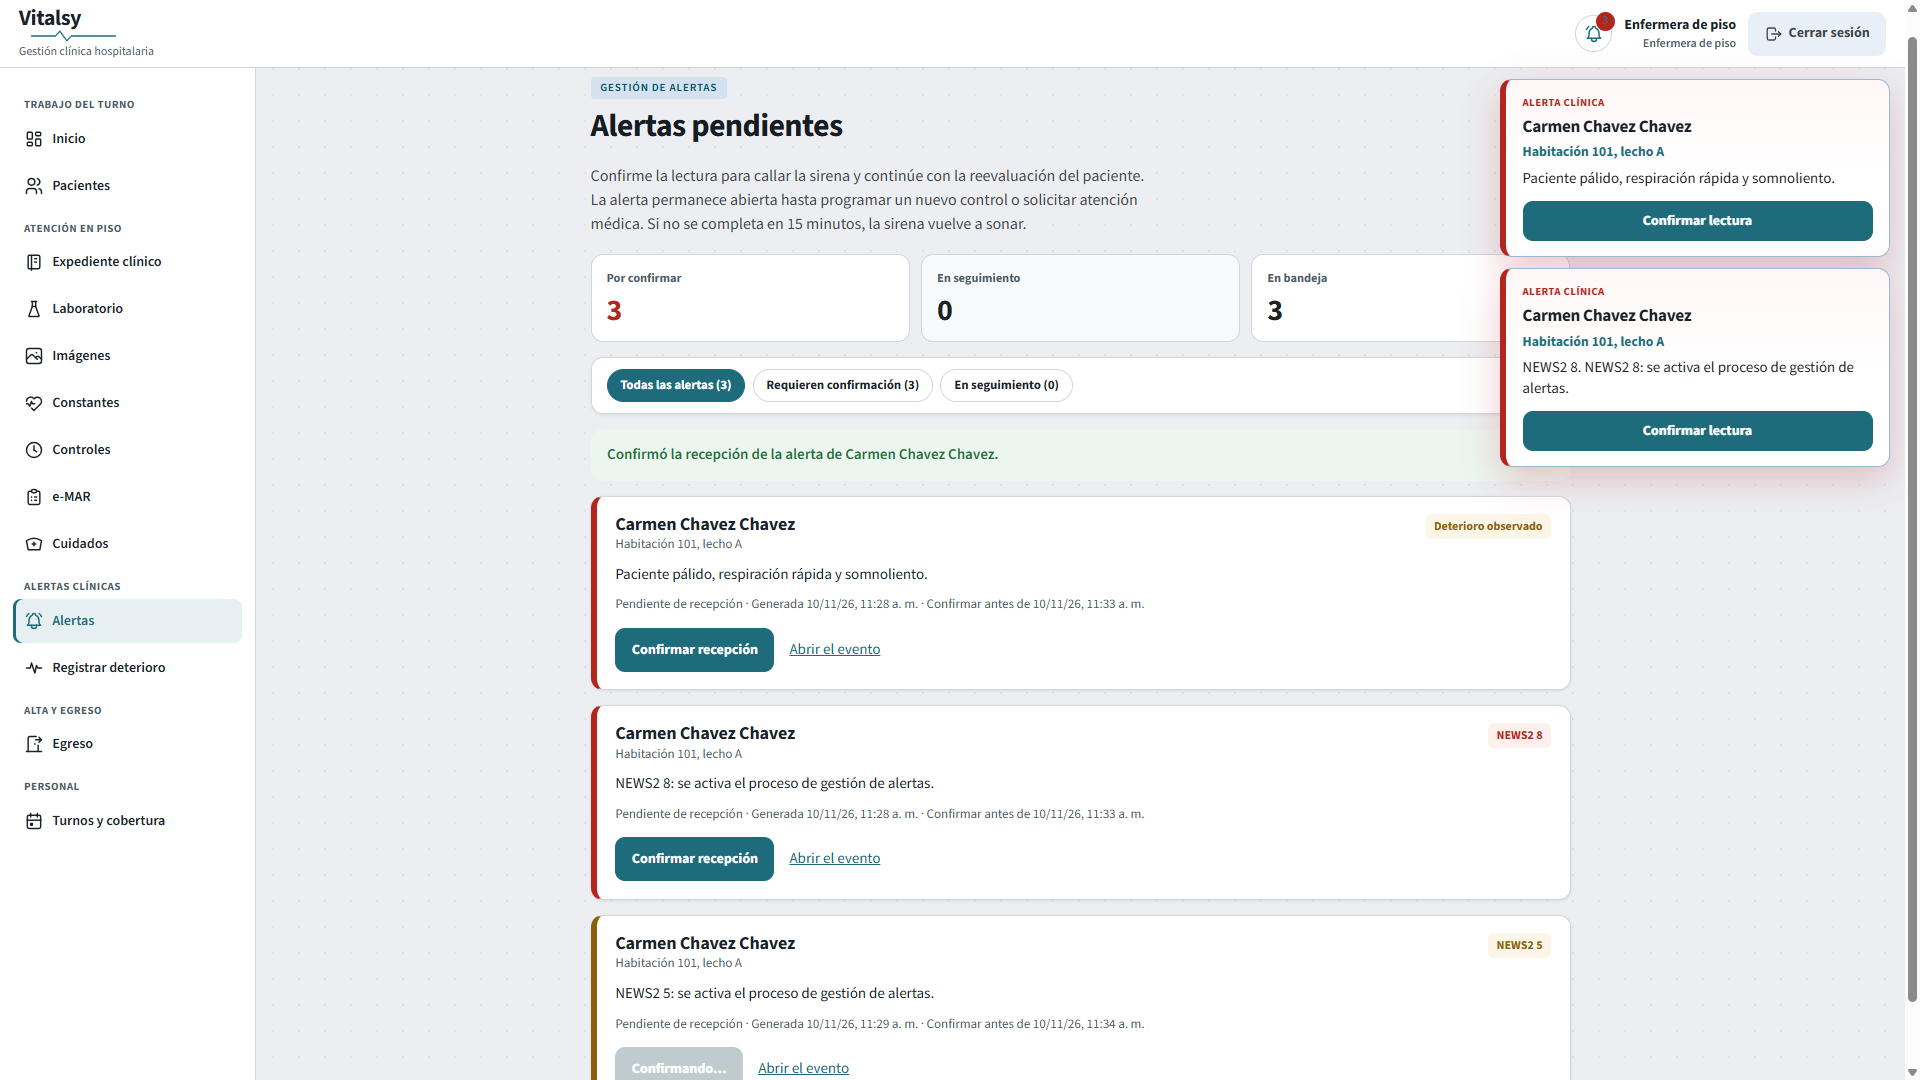 Vitalsy
Gestión clínica hospitalaria
Enfermera de piso
Enfermera de piso
Cerrar sesión
TRABAJO DEL TURNO
Inicio
Pacientes
ATENCIÓN EN PISO
Expediente clínico
Laboratorio
Imágenes
Constantes
Controles
e-MAR
Cuidados
ALERTAS CLÍNICAS
Alertas
Registrar deterioro
ALTA Y EGRESO
Egreso
PERSONAL
Turnos y cobertura
GESTIÓN DE ALERTAS
Alertas pendientes
Confirme la lectura para callar la sirena y continúe con la reevaluación del paciente.
La alerta permanece abierta hasta programar un nuevo control o solicitar atención
médica. Si no se completa en 15 minutos, la sirena vuelve a sonar.
Por confirmar
3
En seguimiento
0
En bandeja
3
Todas las alertas (3)
Requieren confirmación (3)
En seguimiento (0)
Confirmó la recepción de la alerta de Carmen Chavez Chavez.
Carmen Chavez Chavez
Deterioro observado
Habitación 101, lecho A
Paciente pálido, respiración rápida y somnoliento.
Pendiente de recepción · Generada 10/11/26, 11:28 a. m. · Confirmar antes de 10/11/26, 11:33 a. m.
Confirmar recepción
Abrir el evento
Carmen Chavez Chavez
NEWS2 8
Habitación 101, lecho A
NEWS2 8: se activa el proceso de gestión de alertas.
Pendiente de recepción · Generada 10/11/26, 11:28 a. m. · Confirmar antes de 10/11/26, 11:33 a. m.
Confirmar recepción
Abrir el evento
Carmen Chavez Chavez
NEWS2 5
Habitación 101, lecho A
NEWS2 5: se activa el proceso de gestión de alertas.
Pendiente de recepción · Generada 10/11/26, 11:29 a. m. · Confirmar antes de 10/11/26, 11:34 a. m.
Confirmando...
Abrir el evento
ALERTA CLÍNICA
Carmen Chavez Chavez
Habitación 101, lecho A
Paciente pálido, respiración rápida y somnoliento.
Confirmar lectura
ALERTA CLÍNICA
Carmen Chavez Chavez
Habitación 101, lecho A
NEWS2 8. NEWS2 8: se activa el proceso de gestión de
alertas.
Confirmar lectura